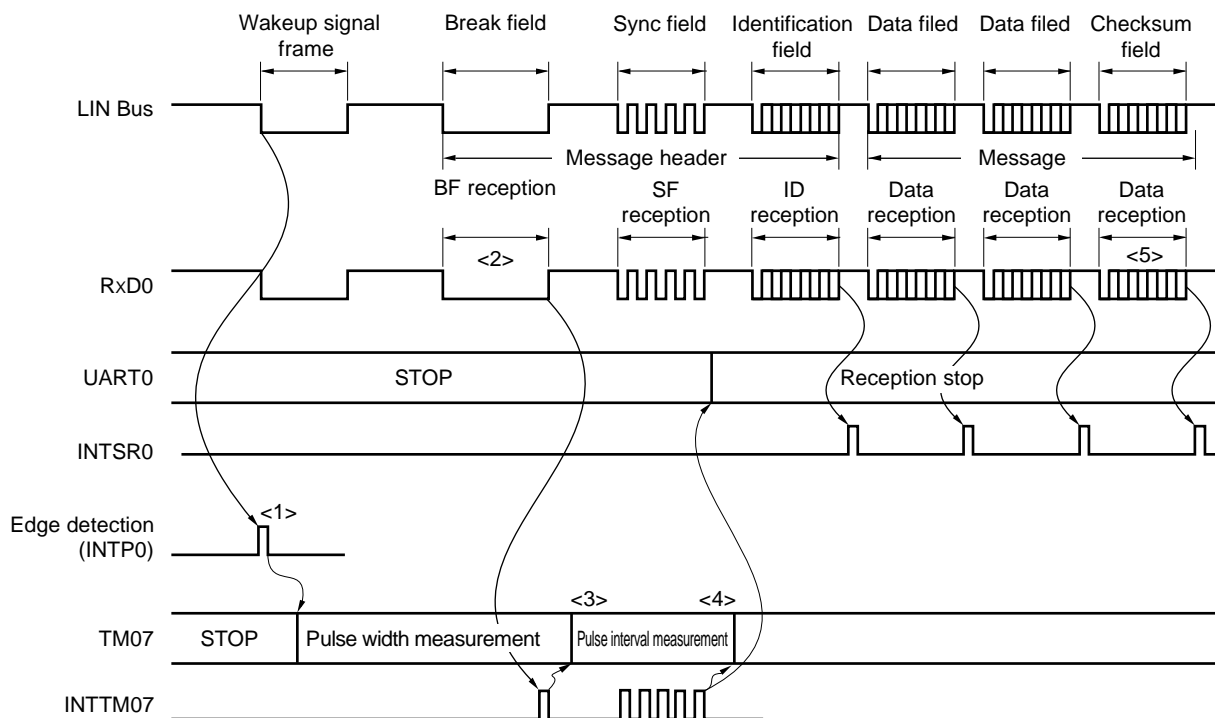 Wakeup signal
frame
Break field
Sync field
Identification
field
Data filed
Data filed
Checksum
field
LIN Bus
Message header
Message
BF reception
SF
reception
ID
reception
Data
reception
Data
reception
Data
reception
<2>
<5>
RxD0
UART0
STOP
Reception stop
INTSR0
Edge detection
(INTP0)
<1>
<3>
<4>
TM07
STOP
Pulse width measurement
Pulse interval measurement
INTTM07